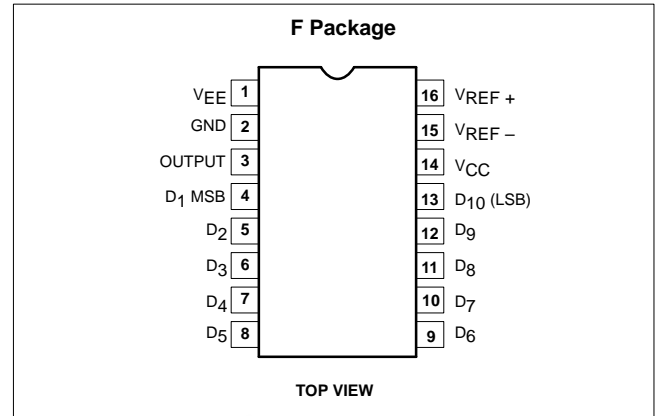 F Package
VEE 1 16 VREF +
GND 2 15 VREF –
OUTPUT 3 14 VCC
D1 MSB 4 13 D10 (LSB)
D2 5 12 D9
D3 6 11 D8
D4 7 10 D7
D5 8 9 D6
TOP VIEW